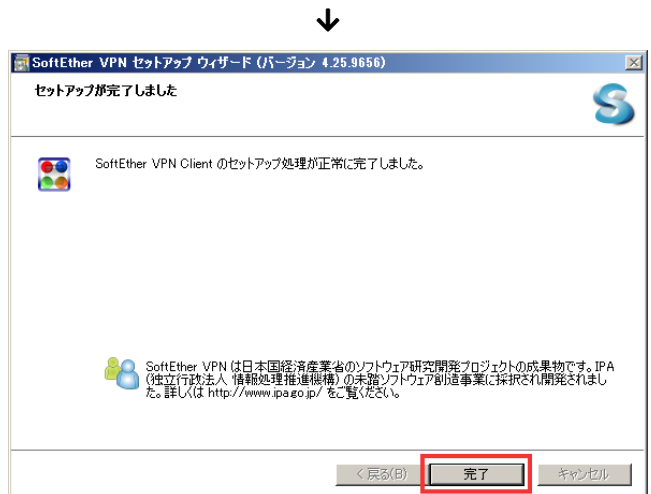 ↓
SoftEther VPN セットアップ ウィザード (バージョン 4.25.9656)
セットアップが完了しました
SoftEther VPN Client のセットアップ処理が正常に完了しました。
SoftEther VPN は日本国経済産業省のソフトウェア研究開発プロジェクトの成果物です。IPA
(独立行政法人 情報処理推進機構) の未踏ソフトウェア創造事業に採択され開発されまし
た。詳しくは http://www.ipa.go.jp/ をご覧ください。
< 戻る(B) 完了 キャンセル